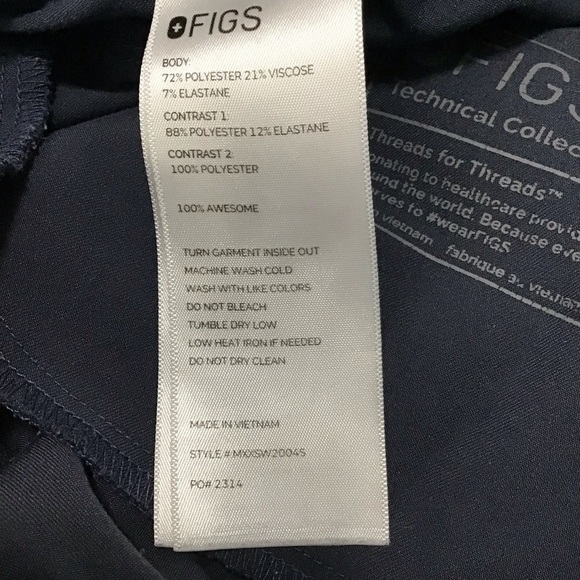 FIGS
BODY:
72% POLYESTER 21% VISCOSE
7% ELASTANE
CONTRAST 1:
88% POLYESTER 12% ELASTANE
CONTRAST 2:
100% POLYESTER
100% AWESOME
TURN GARMENT INSIDE OUT
MACHINE WASH COLD
WASH WITH LIKE COLORS
DO NOT BLEACH
TUMBLE DRY LOW
LOW HEAT IRON IF NEEDED
DO NOT DRY CLEAN
MADE IN VIETNAM
STYLE # MXXSW2004S
PO# 2314
FIGS
Technical Collec
Threads for Threads™
onating to healthcare provid
und the world. Because eve
erves to #wearFIGS
vietnam fabrique au Vietnam